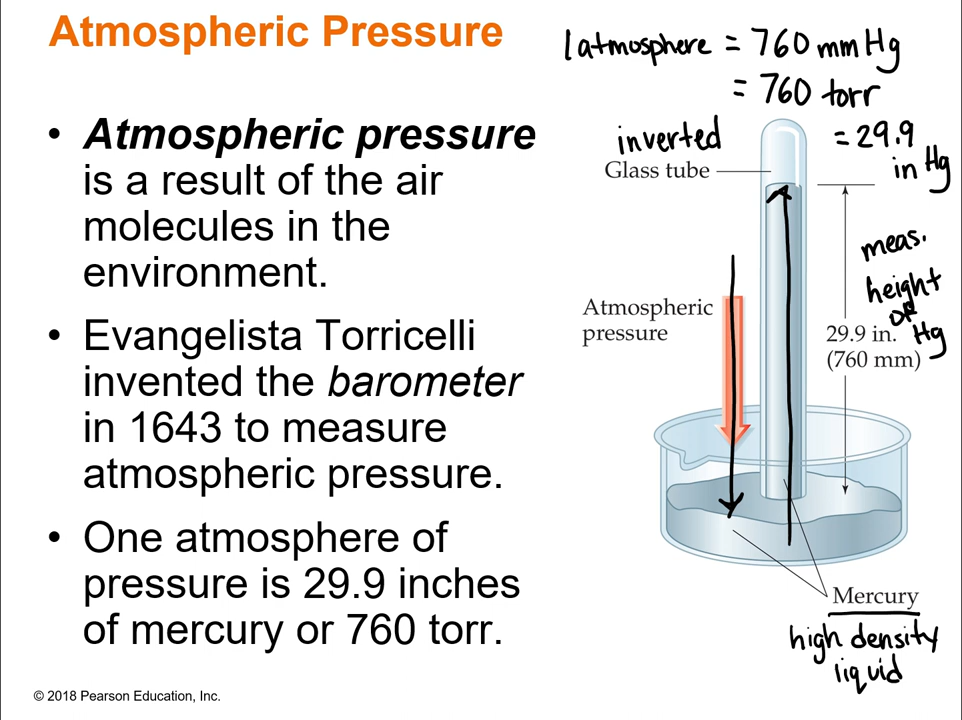 Atmospheric Pressure
• Atmospheric pressure
is a result of the air
molecules in the
environment.
• Evangelista Torricelli
invented the barometer
in 1643 to measure
atmospheric pressure.
• One atmosphere of
pressure is 29.9 inches
of mercury or 760 torr.
© 2018 Pearson Education, Inc.
1 atmosphere = 760 mm Hg
= 760 torr
= 29.9
in Hg
inverted
Glass tube
meas.
height
of
Hg
Atmospheric
pressure
29.9 in.
(760 mm)
Mercury
high density
liquid